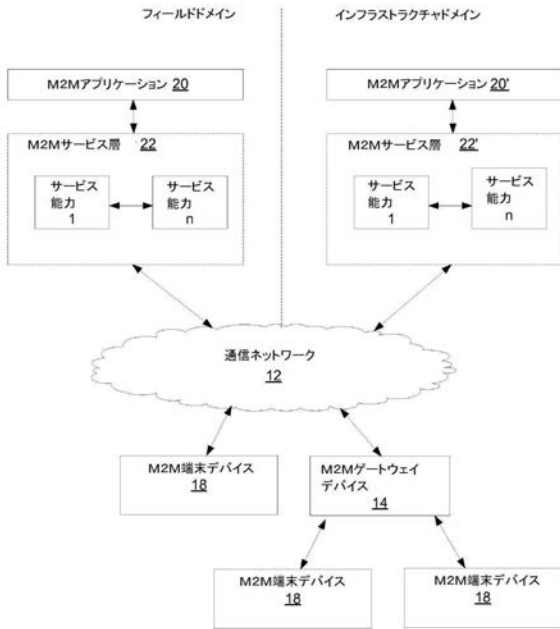 フィールドドメイン
インフラストラクチャドメイン
M2Mアプリケーション 20
M2Mサービス層 22
サービス
能力
1
サービス
能力
n
M2Mアプリケーション 20'
M2Mサービス層 22'
サービス
能力
1
サービス
能力
n
通信ネットワーク
12
M2M端末デバイス
18
M2Mゲートウェイ
デバイス
14
M2M端末デバイス
18
M2M端末デバイス
18